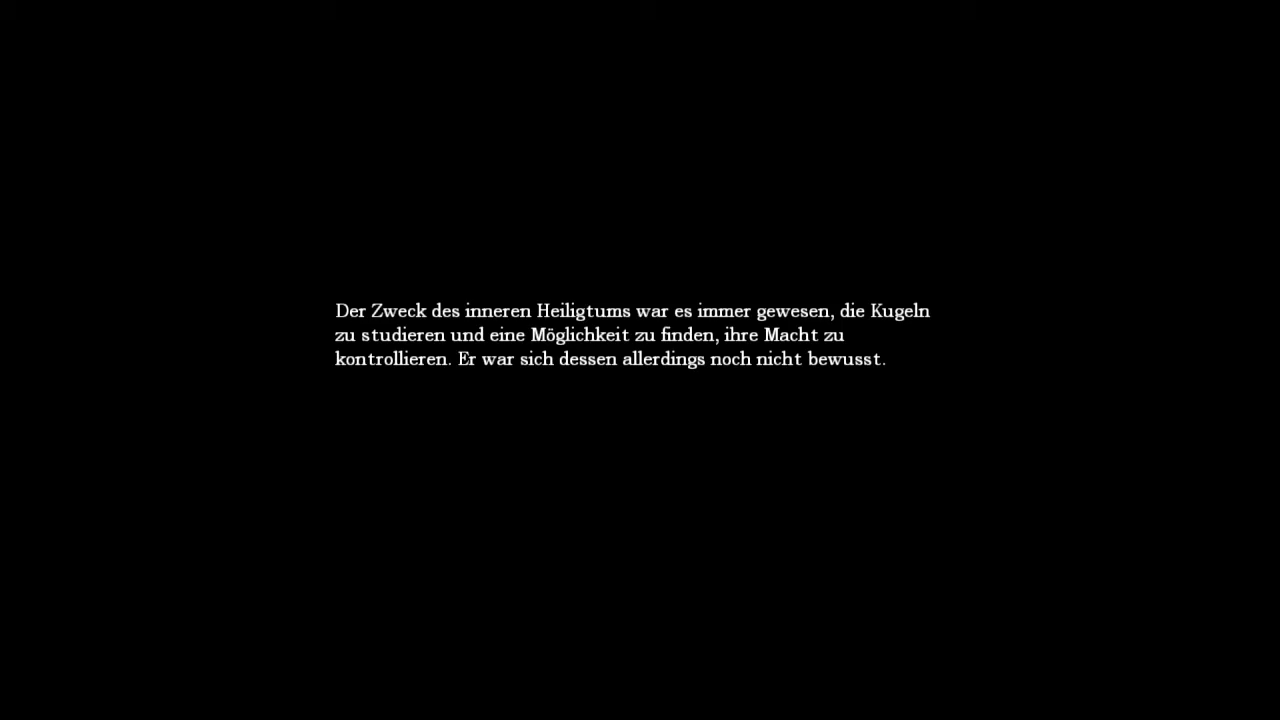 Der Zweck des inneren Heiligtums war es immer gewesen, die Kugeln
zu studieren und eine Möglichkeit zu finden, ihre Macht zu
kontrollieren. Er war sich dessen allerdings noch nicht bewusst.